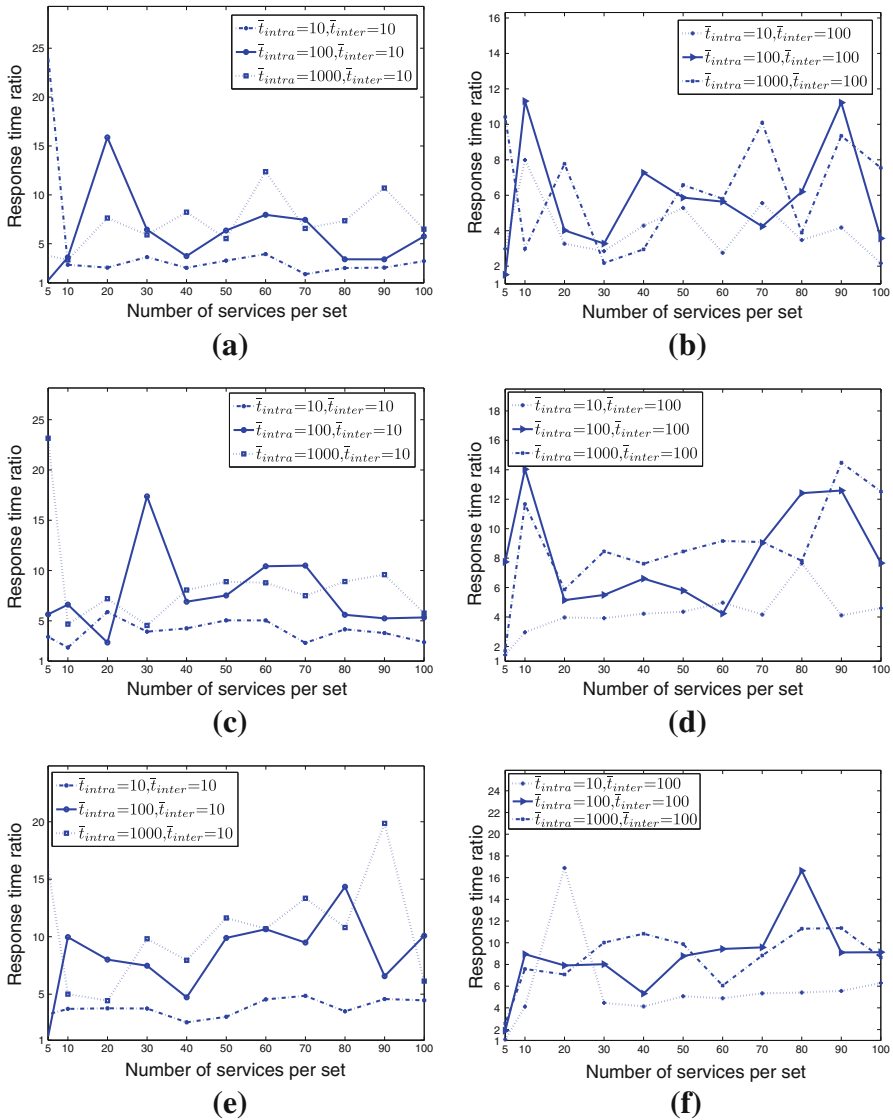 t̄intra=10,t̄inter=10
t̄intra=100,t̄inter=10
t̄intra=1000,t̄inter=10
Response time ratio
25
20
15
10
5
1
5 10 20 30 40 50 60 70 80 90 100
Number of services per set
(a)
t̄intra=10,t̄inter=100
t̄intra=100,t̄inter=100
t̄intra=1000,t̄inter=100
Response time ratio
16
14
12
10
8
6
4
2
1
5 10 20 30 40 50 60 70 80 90 100
Number of services per set
(b)
t̄intra=10,t̄inter=10
t̄intra=100,t̄inter=10
t̄intra=1000,t̄inter=10
Response time ratio
25
20
15
10
5
1
5 10 20 30 40 50 60 70 80 90 100
Number of services per set
(c)
t̄intra=10,t̄inter=100
t̄intra=100,t̄inter=100
t̄intra=1000,t̄inter=100
Response time ratio
18
16
14
12
10
8
6
4
2
1
5 10 20 30 40 50 60 70 80 90 100
Number of services per set
(d)
t̄intra=10,t̄inter=10
t̄intra=100,t̄inter=10
t̄intra=1000,t̄inter=10
Response time ratio
20
15
10
5
1
5 10 20 30 40 50 60 70 80 90 100
Number of services per set
(e)
t̄intra=10,t̄inter=100
t̄intra=100,t̄inter=100
t̄intra=1000,t̄inter=100
Response time ratio
24
22
20
18
16
14
12
10
8
6
4
2
1
5 10 20 30 40 50 60 70 80 90 100
Number of services per set
(f)